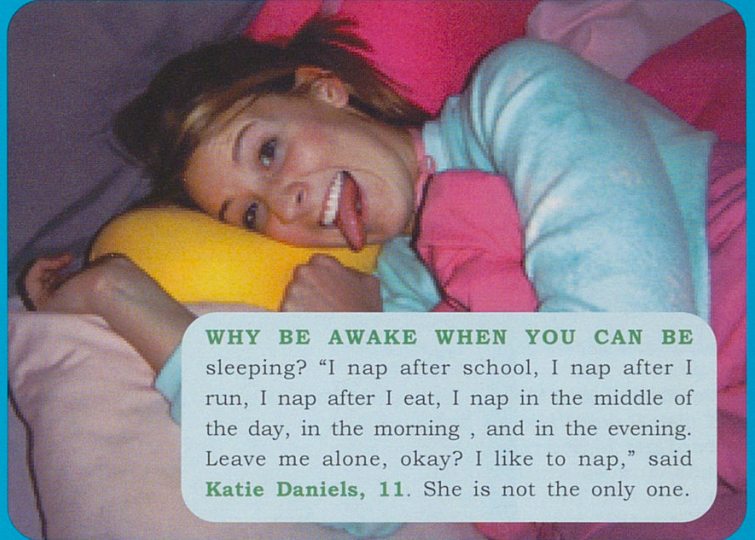 WHY BE AWAKE WHEN YOU CAN BE
sleeping? “I nap after school, I nap after I
run, I nap after I eat, I nap in the middle of
the day, in the morning , and in the evening.
Leave me alone, okay? I like to nap,” said
Katie Daniels, 11. She is not the only one.